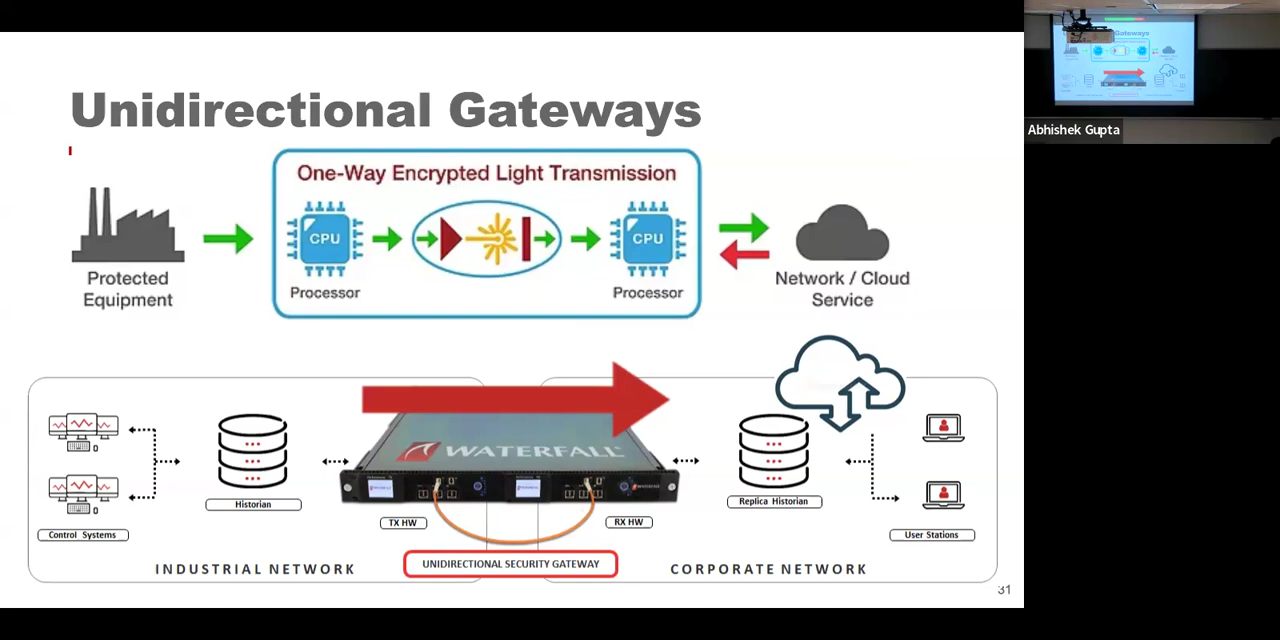 Unidirectional Gateways
One-Way Encrypted Light Transmission
CPU
CPU
Protected
Equipment
Processor
Processor
Network / Cloud
Service
WATERFALL
Historian
Replica Historian
TX HW
RX HW
Control Systems
User Stations
UNIDIRECTIONAL SECURITY GATEWAY
INDUSTRIAL NETWORK
CORPORATE NETWORK
31
Abhishek Gupta
Gateways